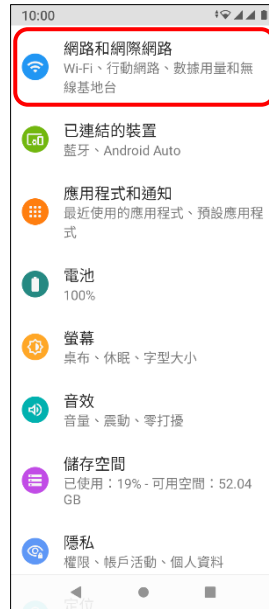 10:00
網路和網際網路
Wi-Fi、行動網路、數據用量和無
線基地台
已連結的裝置
藍牙、Android Auto
應用程式和通知
最近使用的應用程式、預設應用程
式
電池
100%
螢幕
桌布、休眠、字型大小
音效
音量、震動、零打擾
儲存空間
已使用：19% - 可用空間：52.04
GB
隱私
權限、帳戶活動、個人資料
定位